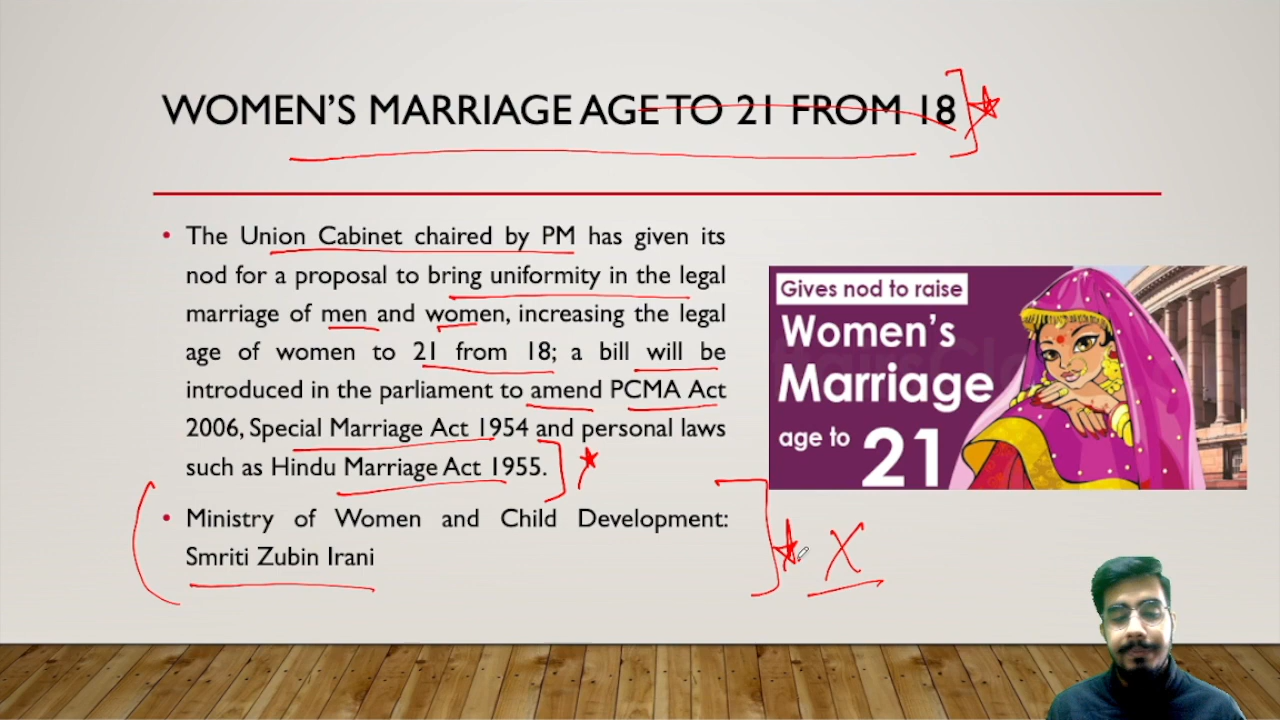 WOMEN'S MARRIAGE AGE TO 21 FROM 18
• The Union Cabinet chaired by PM has given its
nod for a proposal to bring uniformity in the legal
marriage of men and women, increasing the legal
age of women to 21 from 18; a bill will be
introduced in the parliament to amend PCMA Act
2006, Special Marriage Act 1954 and personal laws
such as Hindu Marriage Act 1955.
• Ministry of Women and Child Development:
Smriti Zubin Irani
Gives nod to raise
Women's
Marriage
age to 21
X